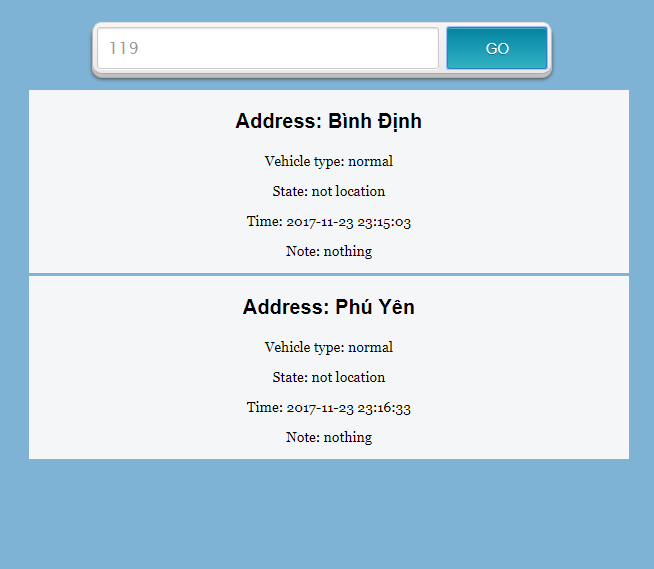 119
GO
Address: Bình Định
Vehicle type: normal
State: not location
Time: 2017-11-23 23:15:03
Note: nothing
Address: Phú Yên
Vehicle type: normal
State: not location
Time: 2017-11-23 23:16:33
Note: nothing